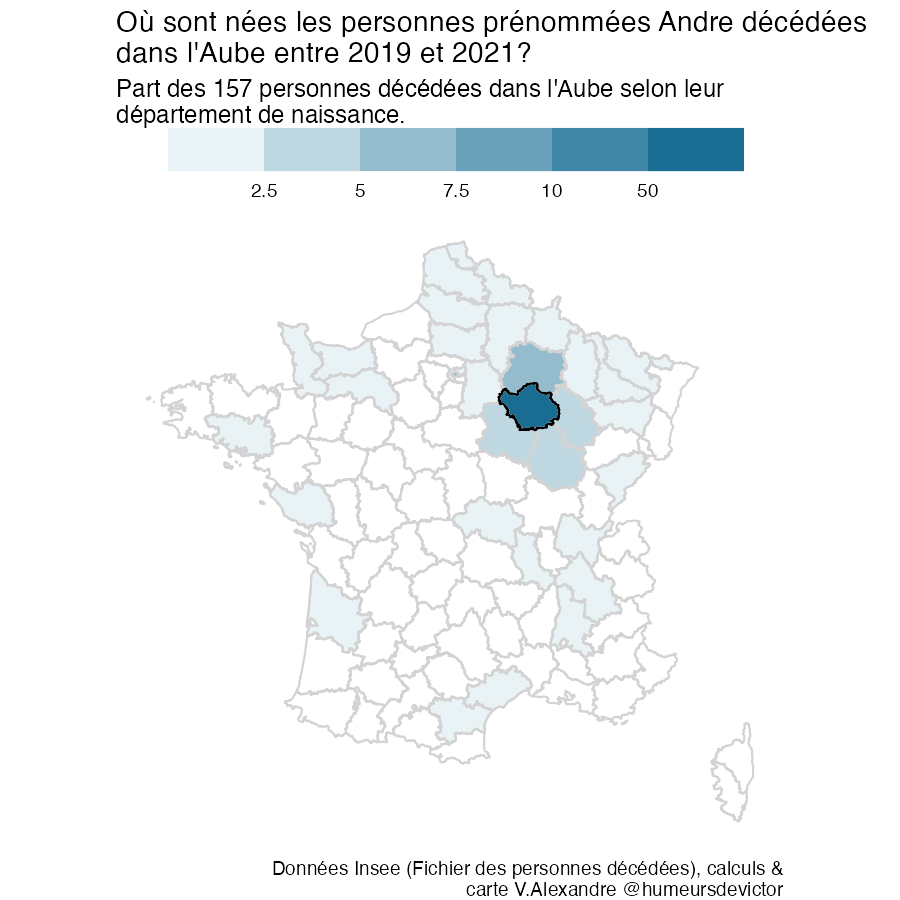 Où sont nées les personnes prénommées Andre décédées
dans l'Aube entre 2019 et 2021?
Part des 157 personnes décédées dans l'Aube selon leur
département de naissance.
2.5 5 7.5 10 50
Données Insee (Fichier des personnes décédées), calculs &
carte V.Alexandre @humeursdevictor